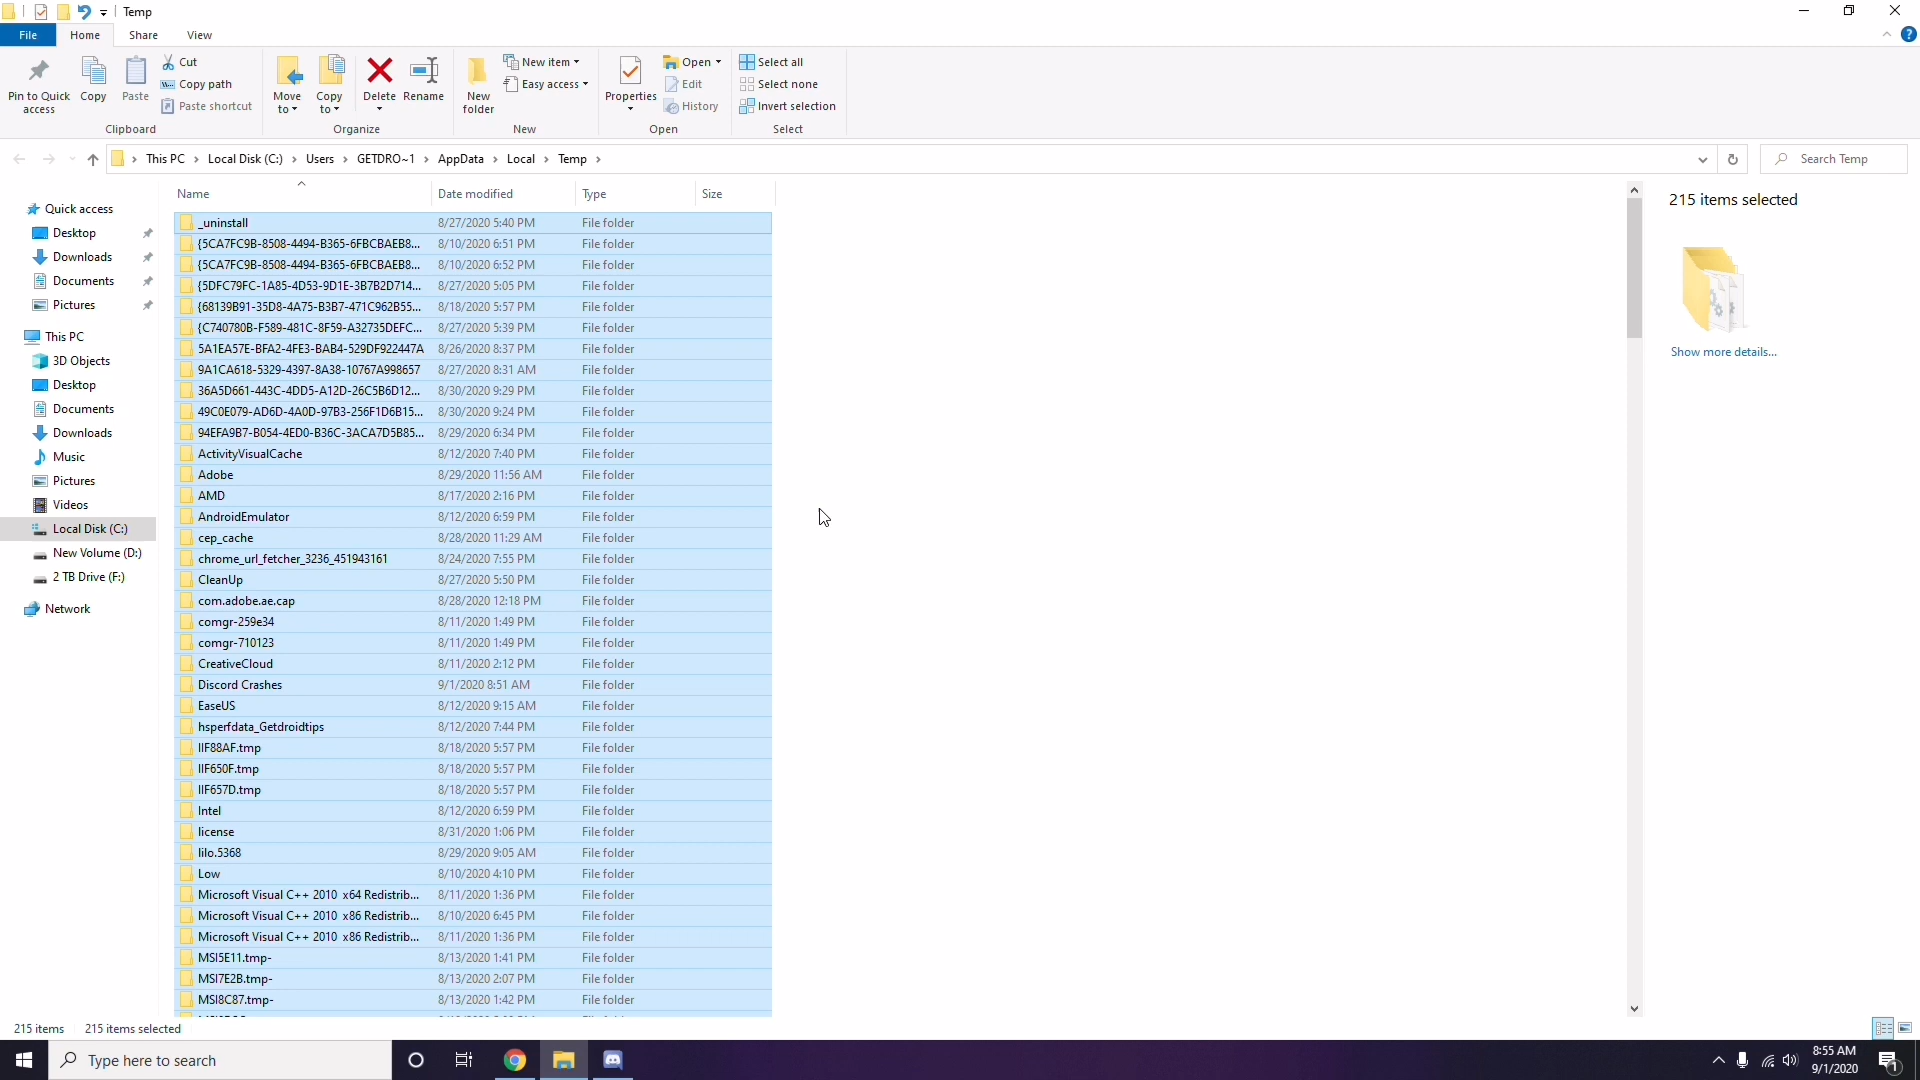 Temp
File Home Share View
Pin to Quick access
Copy
Paste
Cut
Copy path
Paste shortcut
Clipboard
Move to
Copy to
Delete
Rename
Organize
New folder
New item
Easy access
New
Properties
Open
Edit
History
Open
Select all
Select none
Invert selection
Select
This PC Local Disk (C:) Users GETDRO~1 AppData Local Temp
Search Temp
Quick access
Desktop
Downloads
Documents
Pictures
This PC
3D Objects
Desktop
Documents
Downloads
Music
Pictures
Videos
Local Disk (C:)
New Volume (D:)
2 TB Drive (F:)
Network
Name Date modified Type Size
_uninstall 8/27/2020 5:40 PM File folder
{5CA7FC9B-8508-4494-B365-6FBCBAEB8... 8/10/2020 6:51 PM File folder
{5CA7FC9B-8508-4494-B365-6FBCBAEB8... 8/10/2020 6:52 PM File folder
{5DFC79FC-1A85-4D53-9D1E-3B7B2D714... 8/27/2020 5:05 PM File folder
{68139B91-35D8-4A75-B3B7-471C962B55... 8/18/2020 5:57 PM File folder
{C740780B-F589-481C-8F59-A32735DEFC... 8/27/2020 5:39 PM File folder
5A1EA57E-BFA2-4FE3-BAB4-529DF922447A 8/26/2020 8:37 PM File folder
9A1CA618-5329-4397-8A38-10767A998657 8/27/2020 8:31 AM File folder
36A5D661-443C-4DD5-A12D-26C5B6D12... 8/30/2020 9:29 PM File folder
49C0E079-AD6D-4A0D-97B3-256F1D6B15... 8/30/2020 9:24 PM File folder
94EFA9B7-B054-4ED0-B36C-3ACA7D5B85... 8/29/2020 6:34 PM File folder
ActivityVisualCache 8/12/2020 7:40 PM File folder
Adobe 8/29/2020 11:56 AM File folder
AMD 8/17/2020 2:16 PM File folder
AndroidEmulator 8/12/2020 6:59 PM File folder
cep_cache 8/28/2020 11:29 AM File folder
chrome_url_fetcher_3236_451943161 8/24/2020 7:55 PM File folder
CleanUp 8/27/2020 5:50 PM File folder
com.adobe.ae.cap 8/28/2020 12:18 PM File folder
comgr-259e34 8/11/2020 1:49 PM File folder
comgr-710123 8/11/2020 1:49 PM File folder
CreativeCloud 8/11/2020 2:12 PM File folder
Discord Crashes 9/1/2020 8:51 AM File folder
EaseUS 8/12/2020 9:15 AM File folder
hsperfdata_Getdroidtips 8/12/2020 7:44 PM File folder
IIF88AF.tmp 8/18/2020 5:57 PM File folder
IIF650F.tmp 8/18/2020 5:57 PM File folder
IIF657D.tmp 8/18/2020 5:57 PM File folder
Intel 8/12/2020 6:59 PM File folder
license 8/31/2020 1:06 PM File folder
lilo.5368 8/29/2020 9:05 AM File folder
Low 8/10/2020 4:10 PM File folder
Microsoft Visual C++ 2010 x64 Redistrib... 8/11/2020 1:36 PM File folder
Microsoft Visual C++ 2010 x86 Redistrib... 8/10/2020 6:45 PM File folder
Microsoft Visual C++ 2010 x86 Redistrib... 8/11/2020 1:36 PM File folder
MSI5E11.tmp- 8/13/2020 1:41 PM File folder
MSI7E2B.tmp- 8/13/2020 2:07 PM File folder
MSI8C87.tmp- 8/13/2020 1:42 PM File folder
215 items selected
Show more details...
215 items 215 items selected
Type here to search
8:55 AM
9/1/2020
1